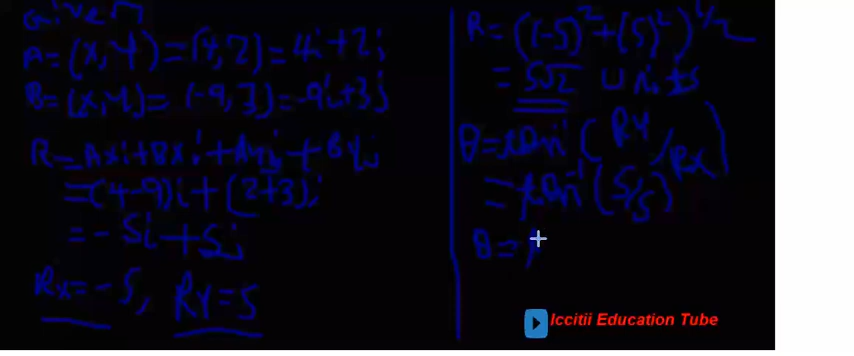 Given
A=(x,y)=(4,2)=4i+2j
B=(x,y)=(-9,3)=-9i+3j
R=Axi+Bxi+Ayj+Byj
=(4-9)i+(2+3)j
=-5i+5j
Rx=-5, Ry=5
R=((-5)²+(5)²)^1/2
=5√2 units
θ=tan⁻¹(Ry/Rx)
=tan⁻¹(5/5)
θ=
Iccitii Education Tube